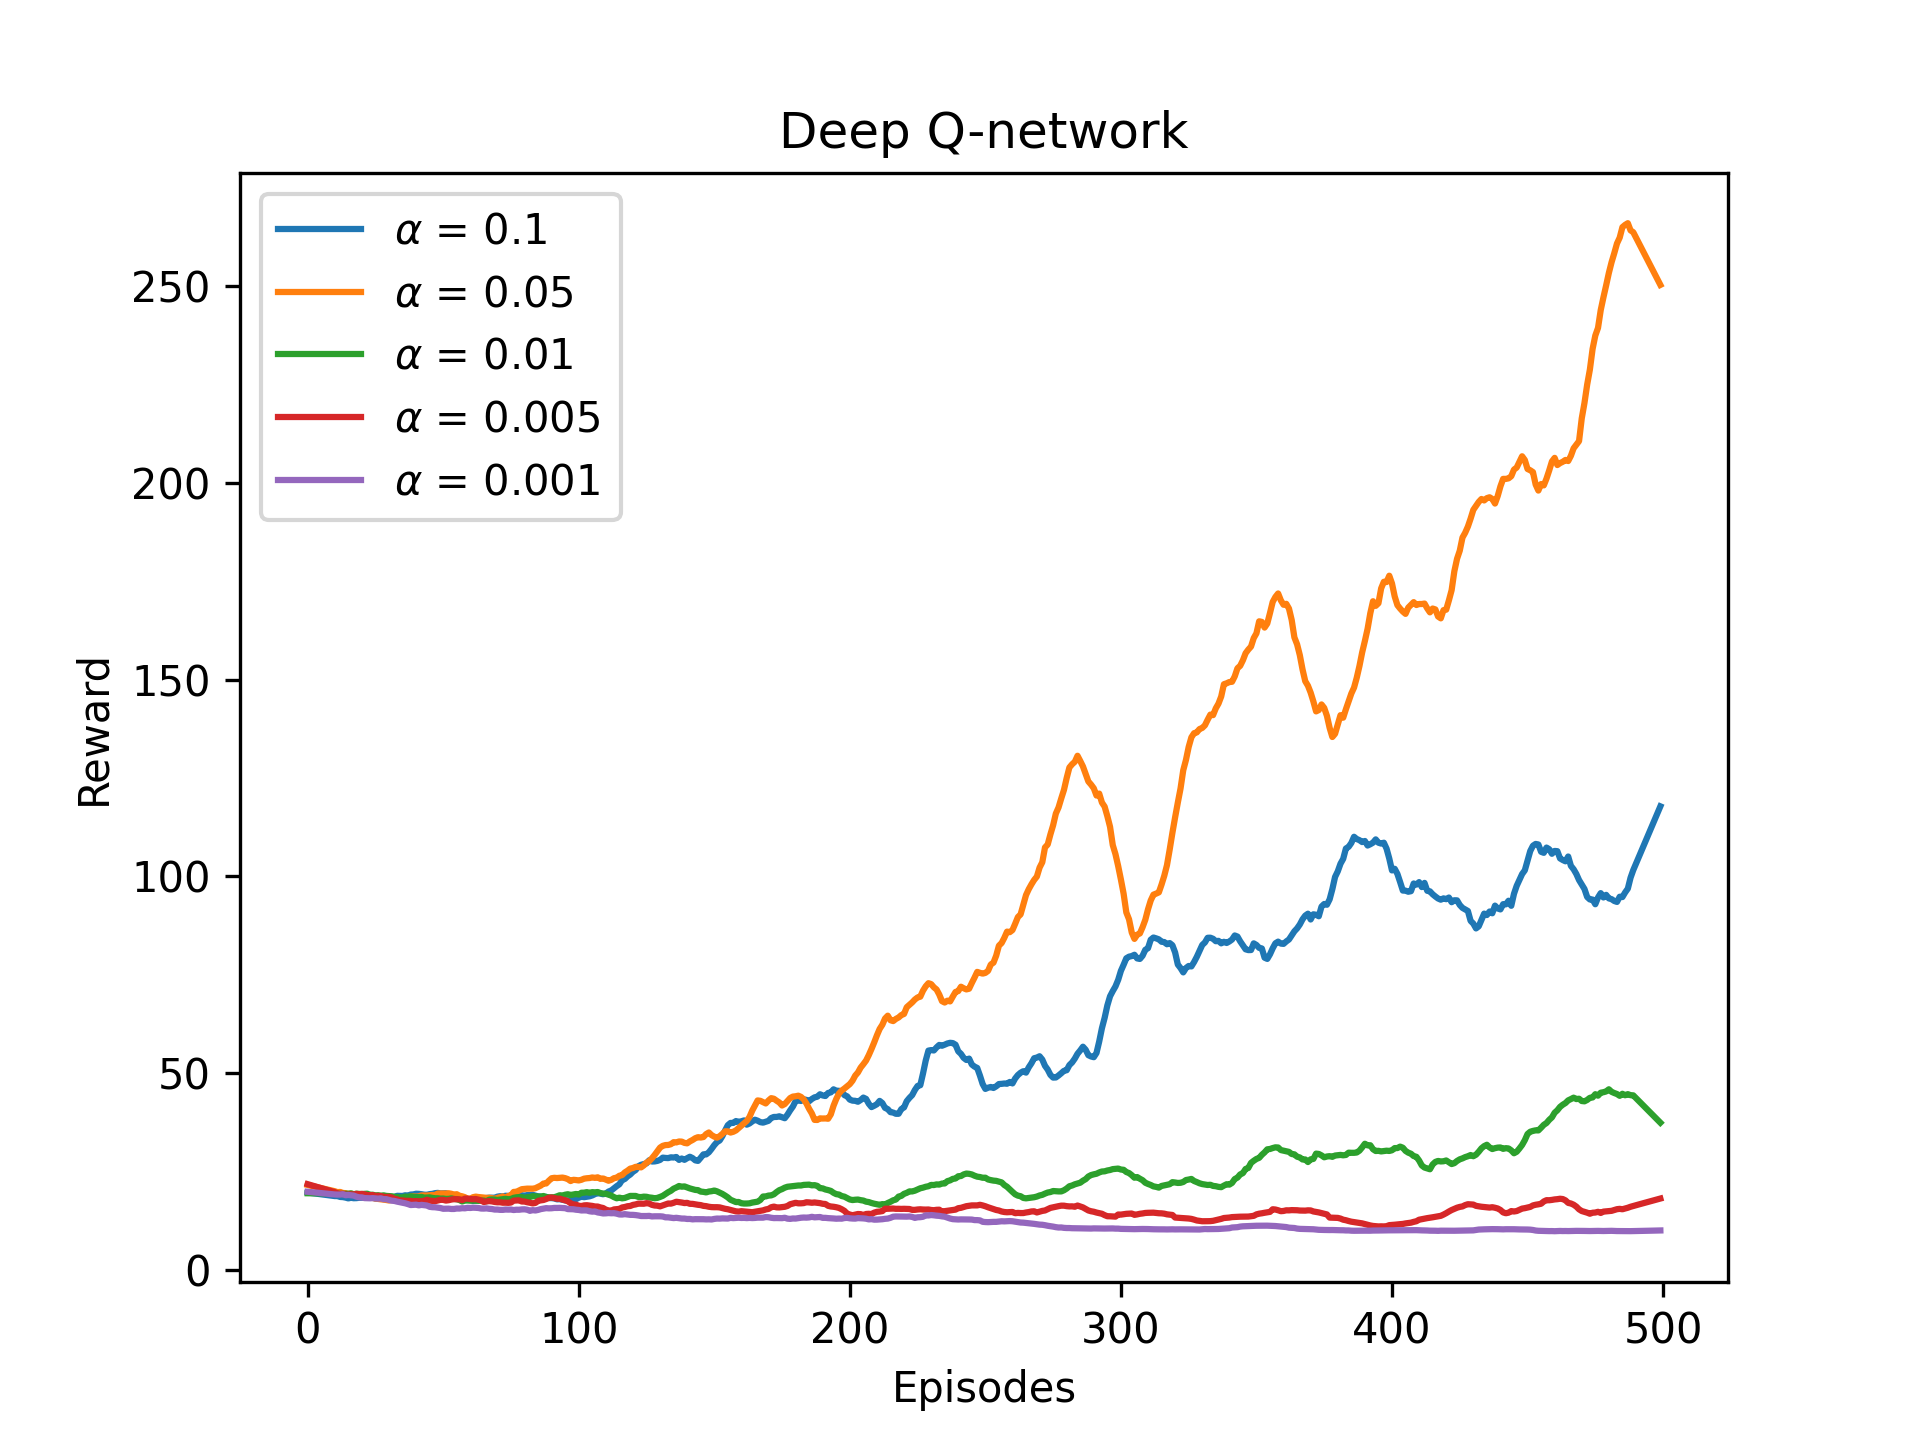 Deep Q-network
α = 0.1
α = 0.05
α = 0.01
α = 0.005
α = 0.001
250
200
150
100
50
0
Reward
0 100 200 300 400 500
Episodes